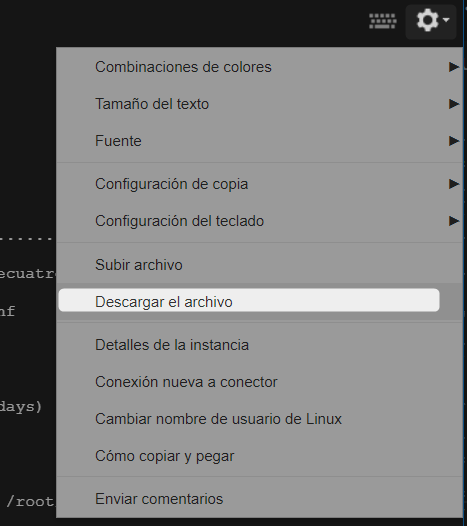 Combinaciones de colores
Tamaño del texto
Fuente
Configuración de copia
Configuración del teclado
Subir archivo
Descargar el archivo
Detalles de la instancia
Conexión nueva a conector
Cambiar nombre de usuario de Linux
Cómo copiar y pegar
Enviar comentarios
.......
ecuatr
nf
days)
/root